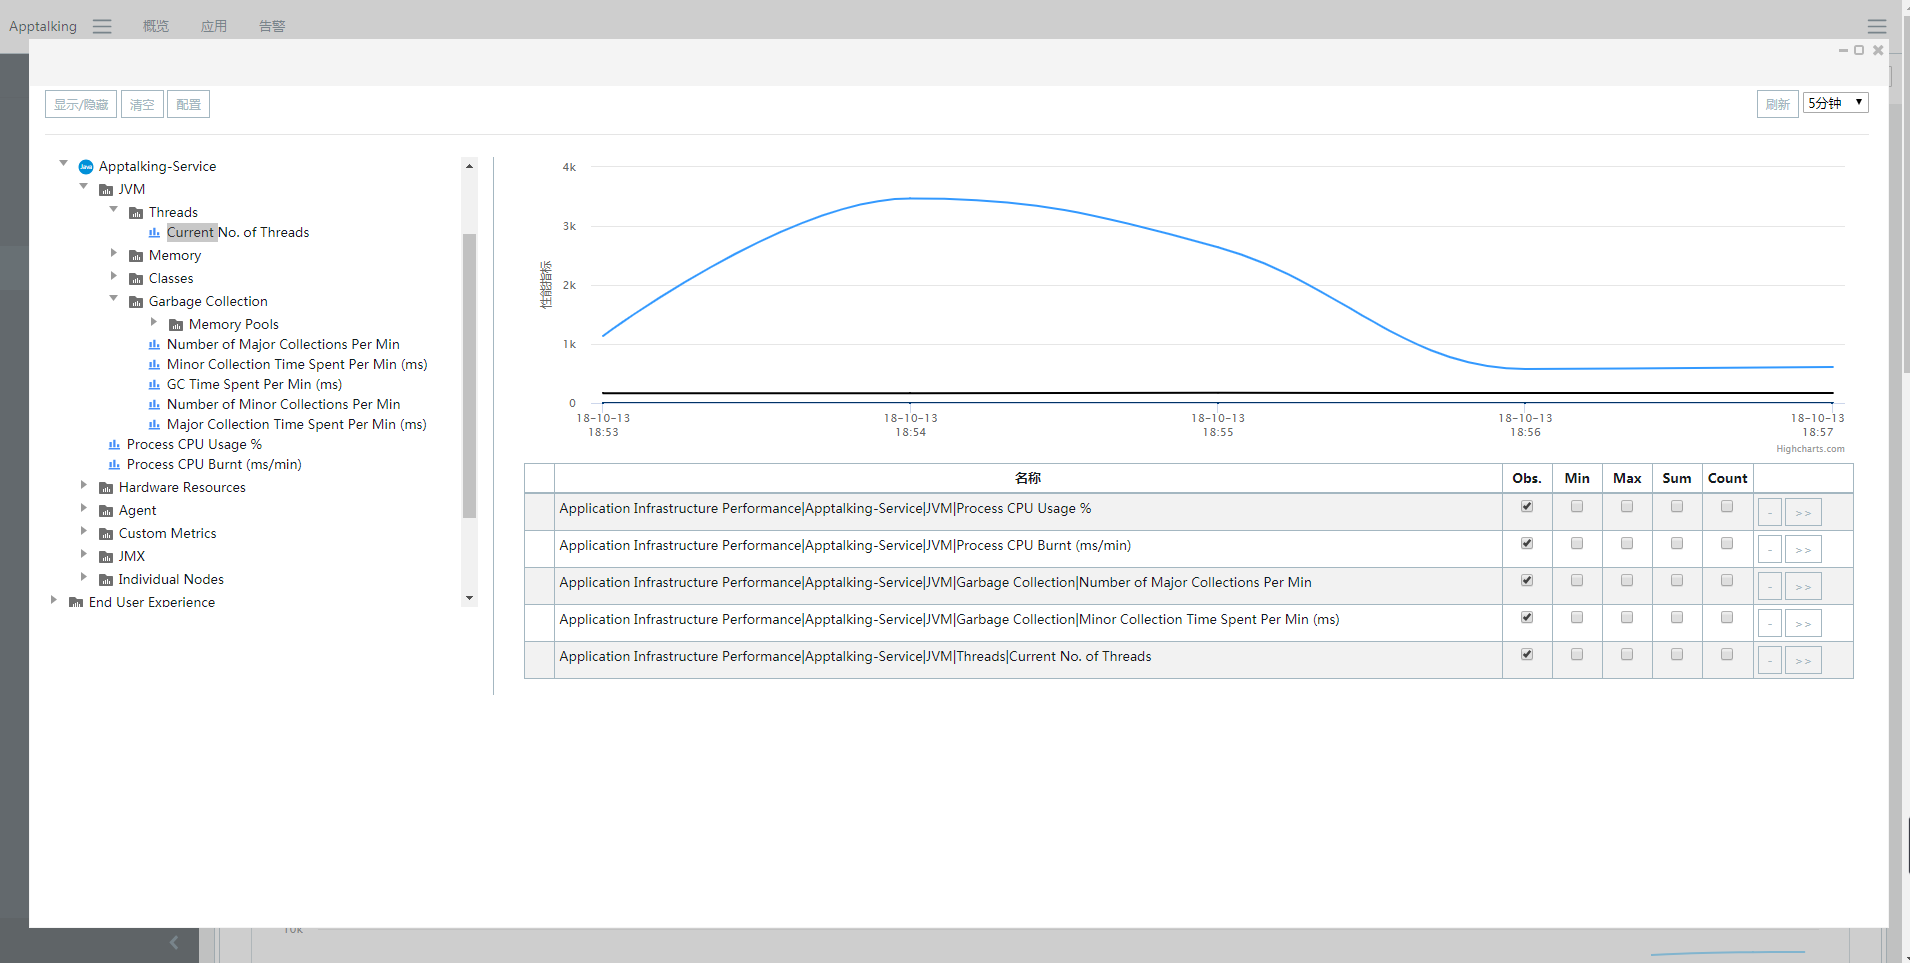 Apptalking 概览 应用 告警
显示/隐藏 清空 配置 刷新 5分钟
Apptalking-Service
JVM
Threads
Current No. of Threads
Memory
Classes
Garbage Collection
Memory Pools
Number of Major Collections Per Min
Minor Collection Time Spent Per Min (ms)
GC Time Spent Per Min (ms)
Number of Minor Collections Per Min
Major Collection Time Spent Per Min (ms)
Process CPU Usage %
Process CPU Burnt (ms/min)
Hardware Resources
Agent
Custom Metrics
JMX
Individual Nodes
End User Experience
性能指标
4k
3k
2k
1k
0
18-10-13 18:53
18-10-13 18:54
18-10-13 18:55
18-10-13 18:56
18-10-13 18:57
Highcharts.com
名称 Obs. Min Max Sum Count
Application Infrastructure Performance|Apptalking-Service|JVM|Process CPU Usage % - >>
Application Infrastructure Performance|Apptalking-Service|JVM|Process CPU Burnt (ms/min) - >>
Application Infrastructure Performance|Apptalking-Service|JVM|Garbage Collection|Number of Major Collections Per Min - >>
Application Infrastructure Performance|Apptalking-Service|JVM|Garbage Collection|Minor Collection Time Spent Per Min (ms) - >>
Application Infrastructure Performance|Apptalking-Service|JVM|Threads|Current No. of Threads - >>
10k